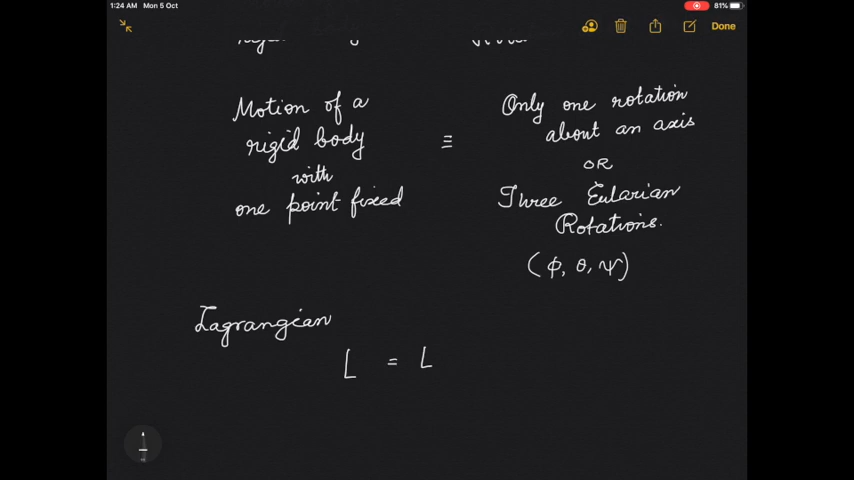 1:24 AM Mon 5 Oct
81%
Done
Motion of a
rigid body
with
one point fixed
≡
Only one rotation
about an axis
OR
Three Eularian
Rotations.
(φ, θ, ψ)
Lagrangian
L = L